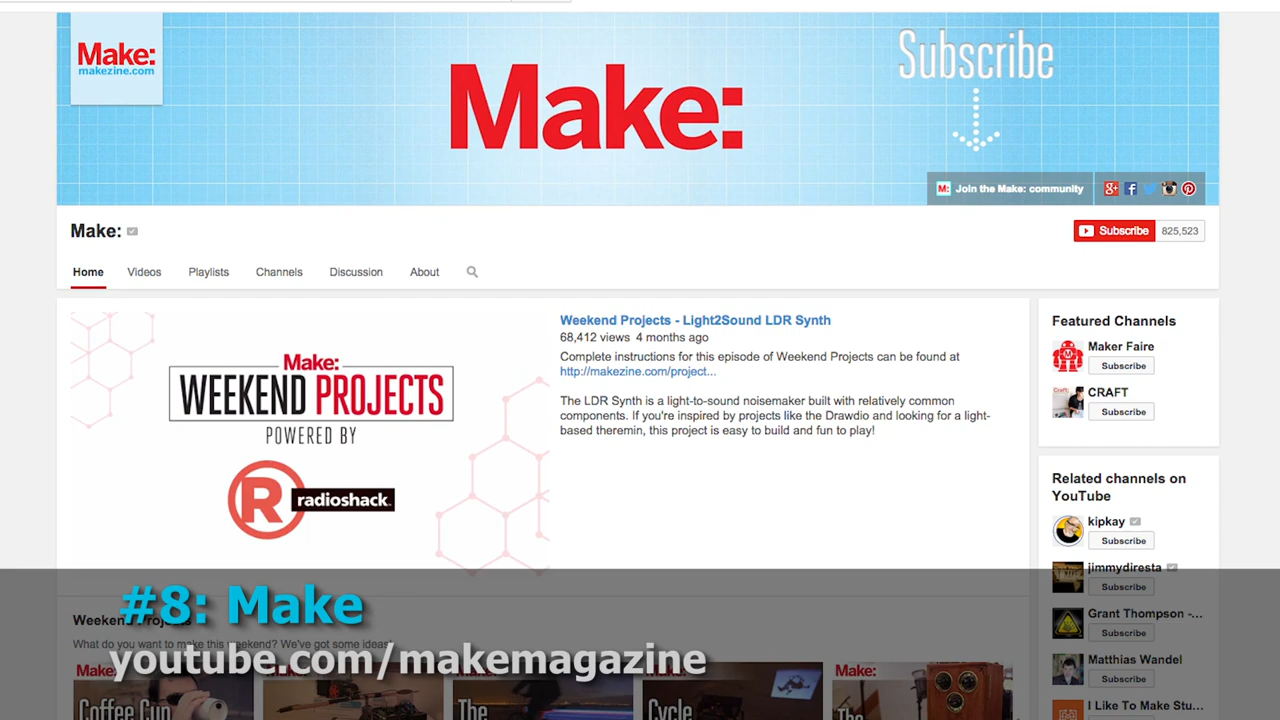 Make:
makezine.com
Make:
Subscribe
M: Join the Make: community
Make:
Subscribe 825,523
Home Videos Playlists Channels Discussion About
Make:
WEEKEND PROJECTS
POWERED BY
R radioshack.
Weekend Projects - Light2Sound LDR Synth
68,412 views 4 months ago
Complete instructions for this episode of Weekend Projects can be found at
http://makezine.com/project...
The LDR Synth is a light-to-sound noisemaker built with relatively common
components. If you're inspired by projects like the Drawdio and looking for a light-
based theremin, this project is easy to build and fun to play!
Featured Channels
Maker Faire
Subscribe
CRAFT
Subscribe
Related channels on
YouTube
kipkay
Subscribe
jimmydiresta
Subscribe
Grant Thompson -...
Subscribe
Matthias Wandel
Subscribe
I Like To Make Stu...
Subscribe
#8: Make
Weekend Projects
What do you want to make this weekend? We've got some ideas!
youtube.com/makemagazine
Make: Make: Make: Make: Make:
Coffee Cup The Cycle The